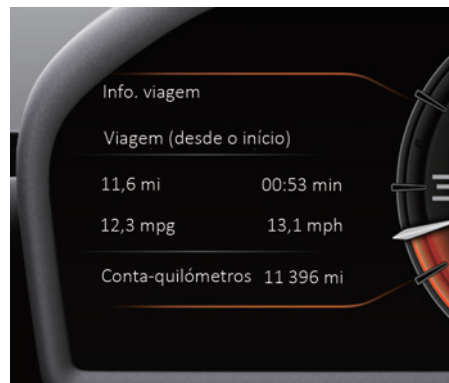 Info. viagem
Viagem (desde o início)
11,6 mi 00:53 min
12,3 mpg 13,1 mph
Conta-quilómetros 11 396 mi